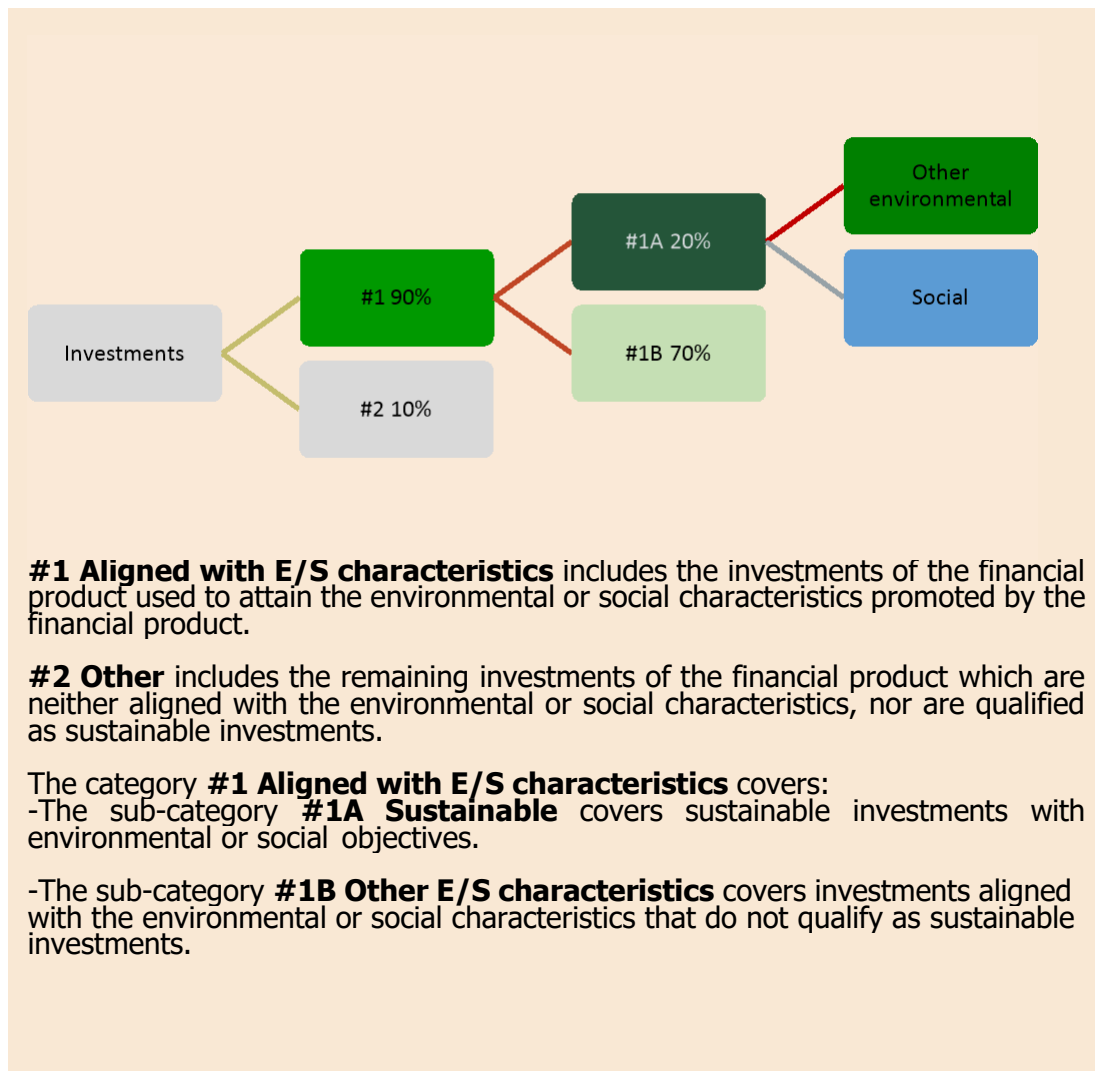 Other
environmental
#1A 20%
#1 90%
Social
Investments
#1B 70%
#2 10%
#1 Aligned with E/S characteristics includes the investments of the financial
product used to attain the environmental or social characteristics promoted by the
financial product.
#2 Other includes the remaining investments of the financial product which are
neither aligned with the environmental or social characteristics, nor are qualified
as sustainable investments.
The category #1 Aligned with E/S characteristics covers:
-The sub-category #1A Sustainable covers sustainable investments with
environmental or social objectives.
-The sub-category #1B Other E/S characteristics covers investments aligned
with the environmental or social characteristics that do not qualify as sustainable
investments.